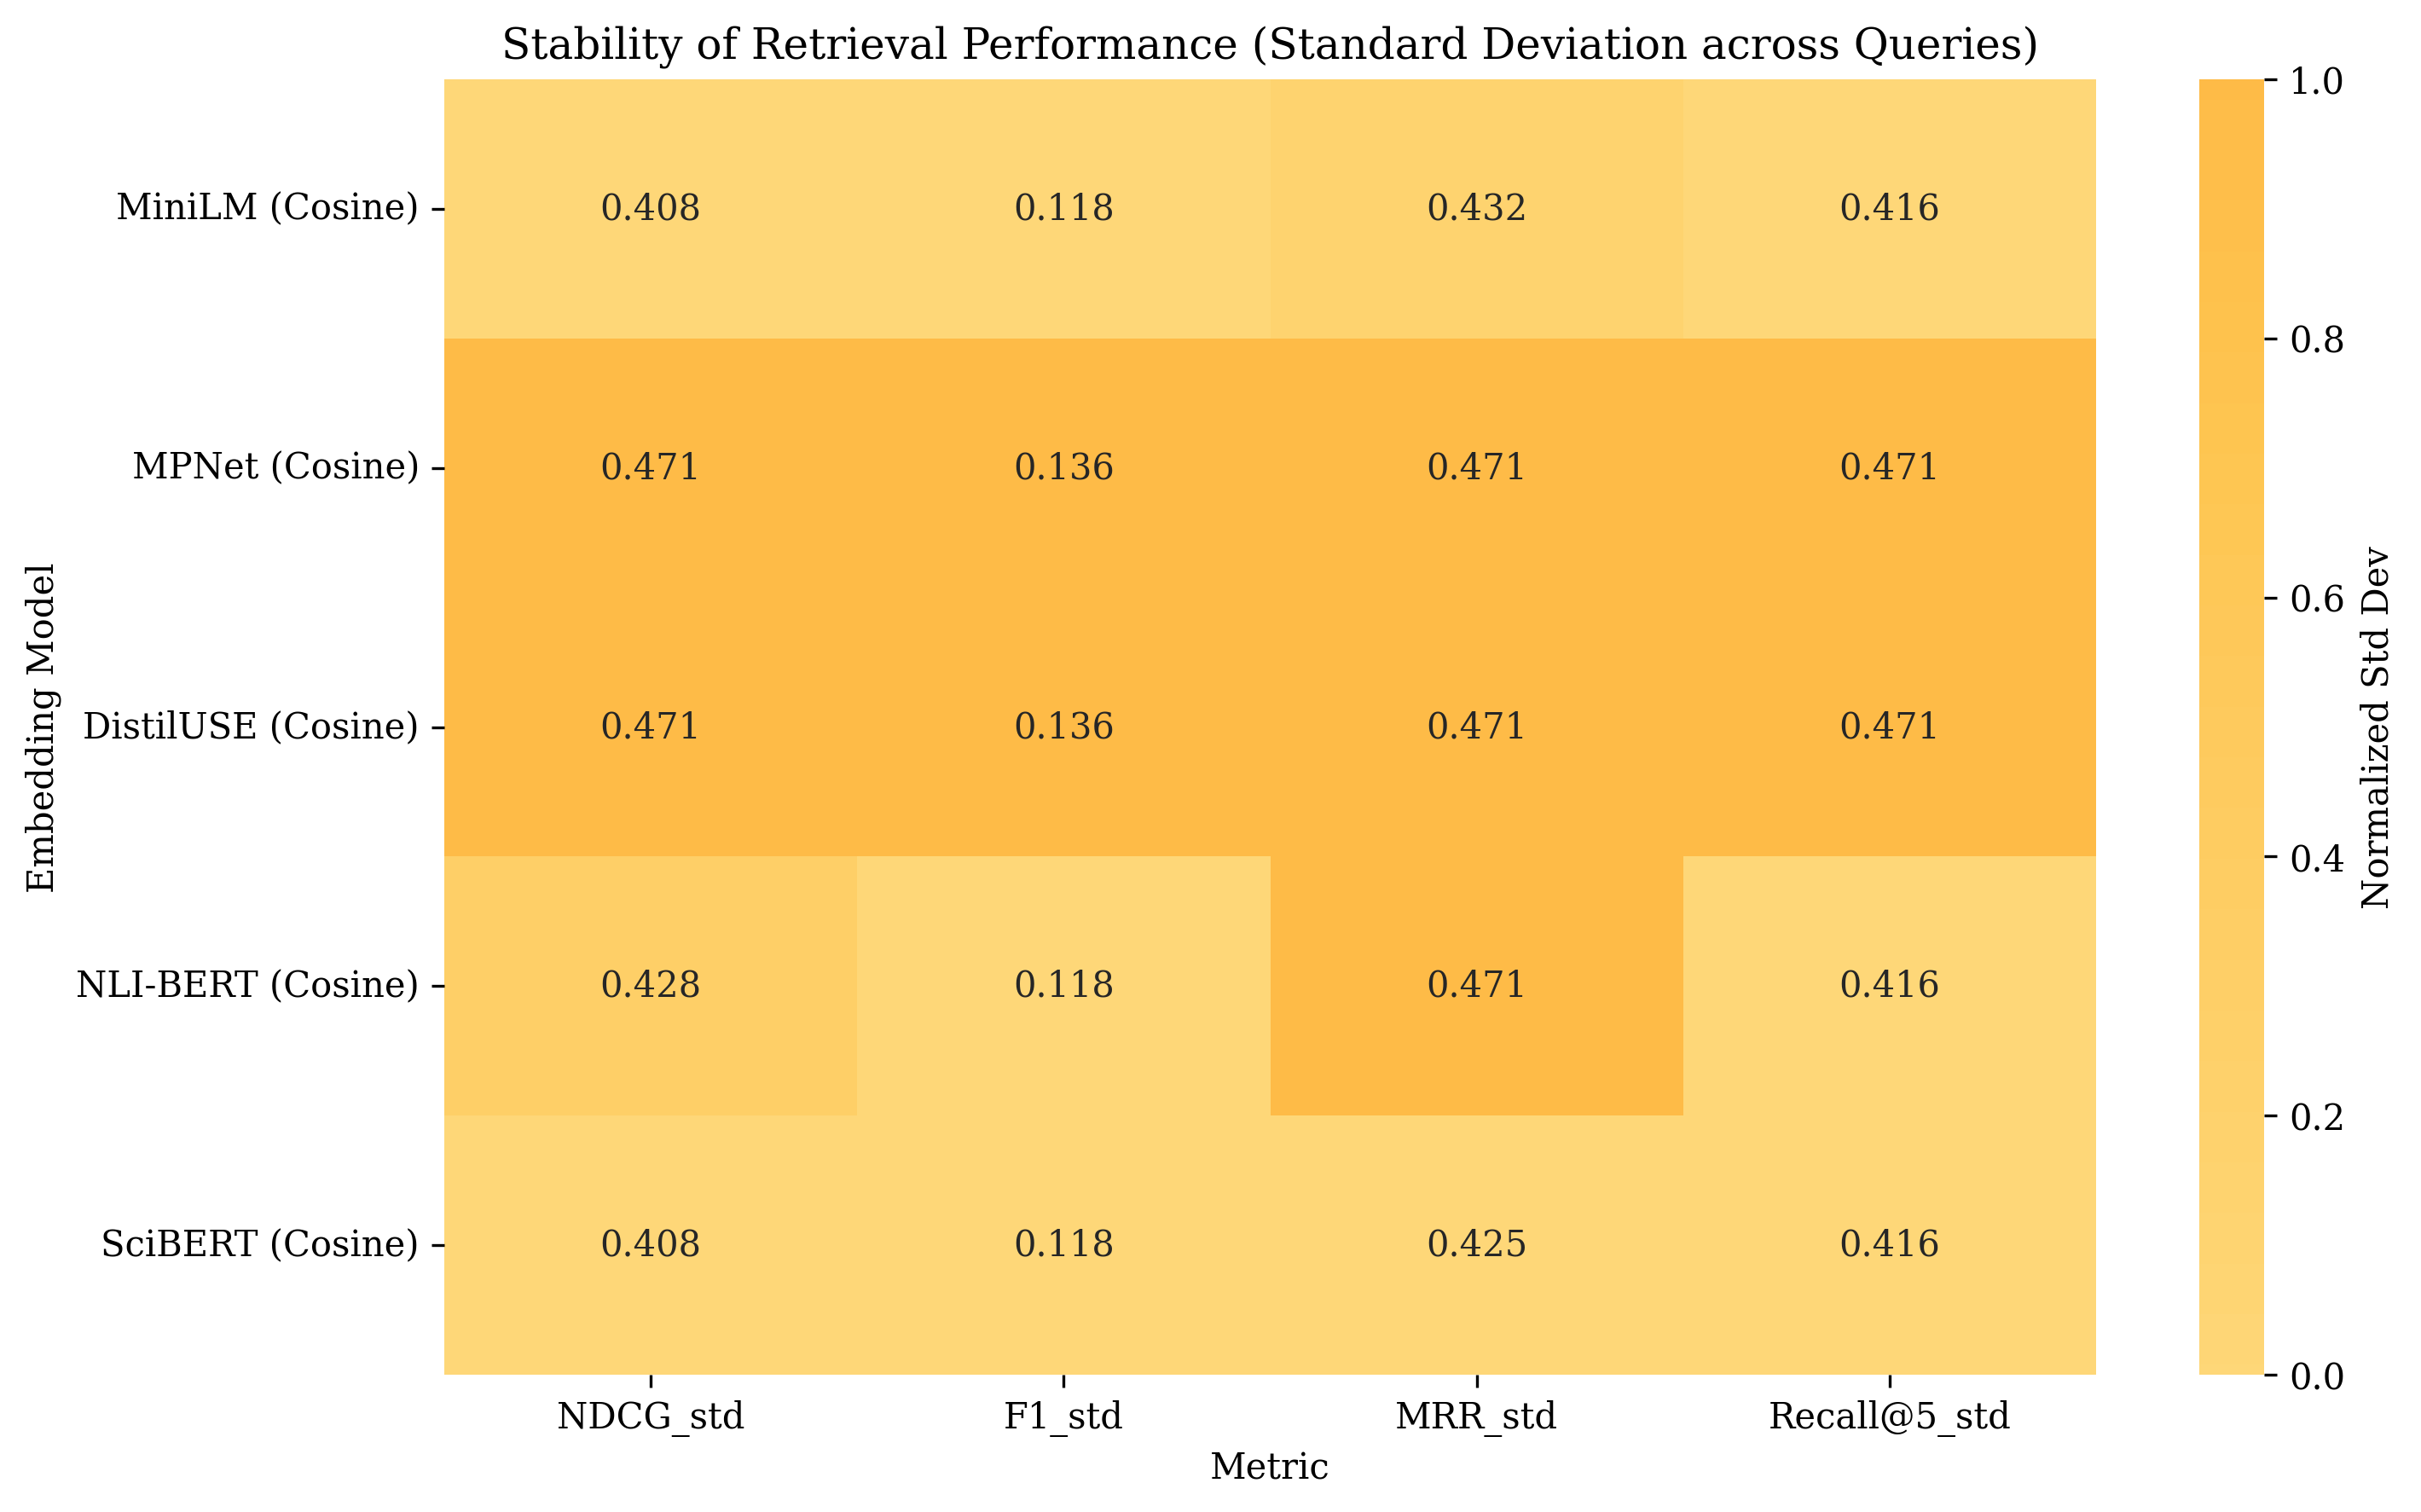 Stability of Retrieval Performance (Standard Deviation across Queries)
Embedding Model
MiniLM (Cosine) 0.408 0.118 0.432 0.416
MPNet (Cosine) 0.471 0.136 0.471 0.471
DistilUSE (Cosine) 0.471 0.136 0.471 0.471
NLI-BERT (Cosine) 0.428 0.118 0.471 0.416
SciBERT (Cosine) 0.408 0.118 0.425 0.416
NDCG_std F1_std MRR_std Recall@5_std
Metric
1.0
0.8
0.6
0.4
0.2
0.0
Normalized Std Dev